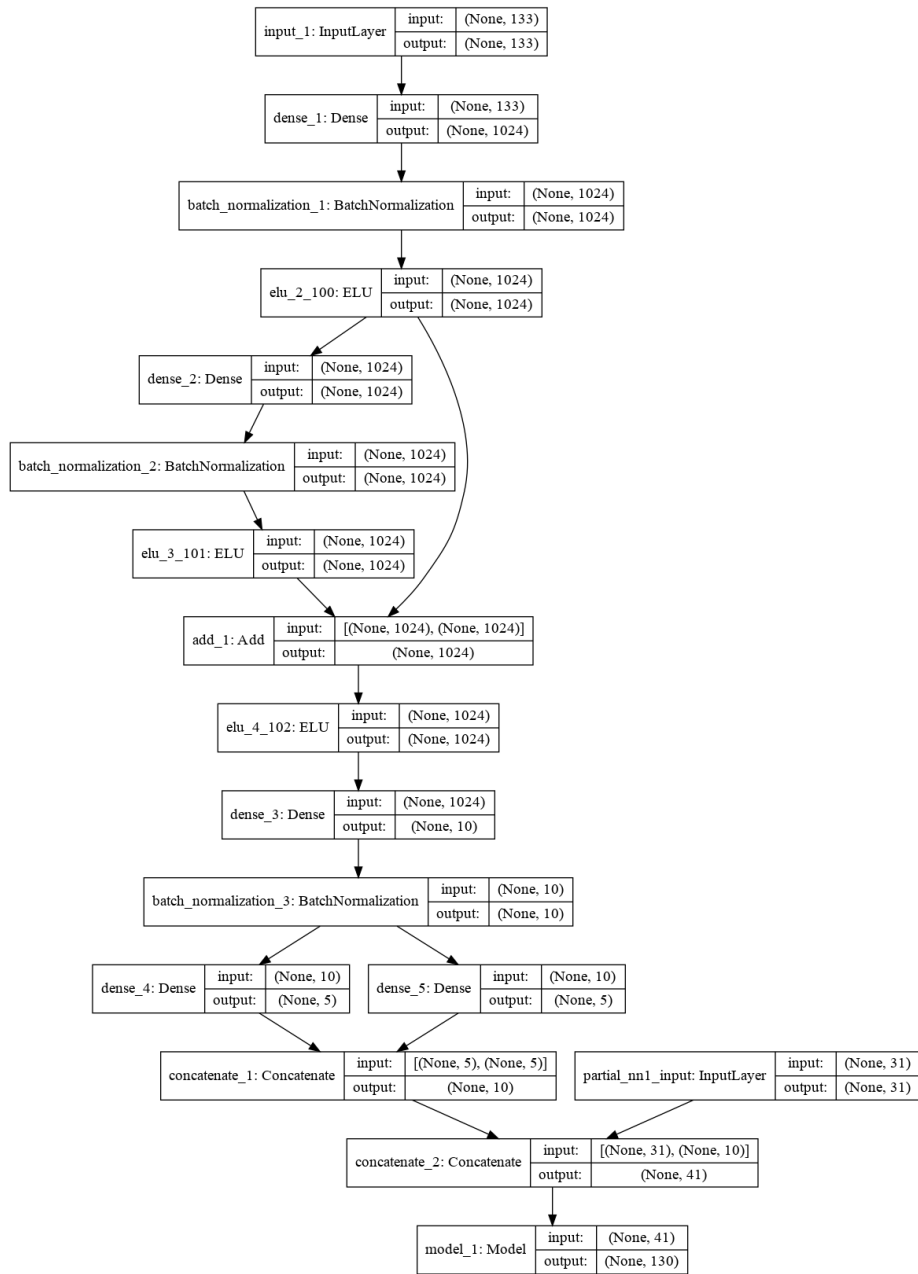 input_1: InputLayer
input: (None, 133)
output: (None, 133)
dense_1: Dense
input: (None, 133)
output: (None, 1024)
batch_normalization_1: BatchNormalization
input: (None, 1024)
output: (None, 1024)
elu_2_100: ELU
input: (None, 1024)
output: (None, 1024)
dense_2: Dense
input: (None, 1024)
output: (None, 1024)
batch_normalization_2: BatchNormalization
input: (None, 1024)
output: (None, 1024)
elu_3_101: ELU
input: (None, 1024)
output: (None, 1024)
add_1: Add
input: [(None, 1024), (None, 1024)]
output: (None, 1024)
elu_4_102: ELU
input: (None, 1024)
output: (None, 1024)
dense_3: Dense
input: (None, 1024)
output: (None, 10)
batch_normalization_3: BatchNormalization
input: (None, 10)
output: (None, 10)
dense_4: Dense
input: (None, 10)
output: (None, 5)
dense_5: Dense
input: (None, 10)
output: (None, 5)
concatenate_1: Concatenate
input: [(None, 5), (None, 5)]
output: (None, 10)
partial_nn1_input: InputLayer
input: (None, 31)
output: (None, 31)
concatenate_2: Concatenate
input: [(None, 31), (None, 10)]
output: (None, 41)
model_1: Model
input: (None, 41)
output: (None, 130)